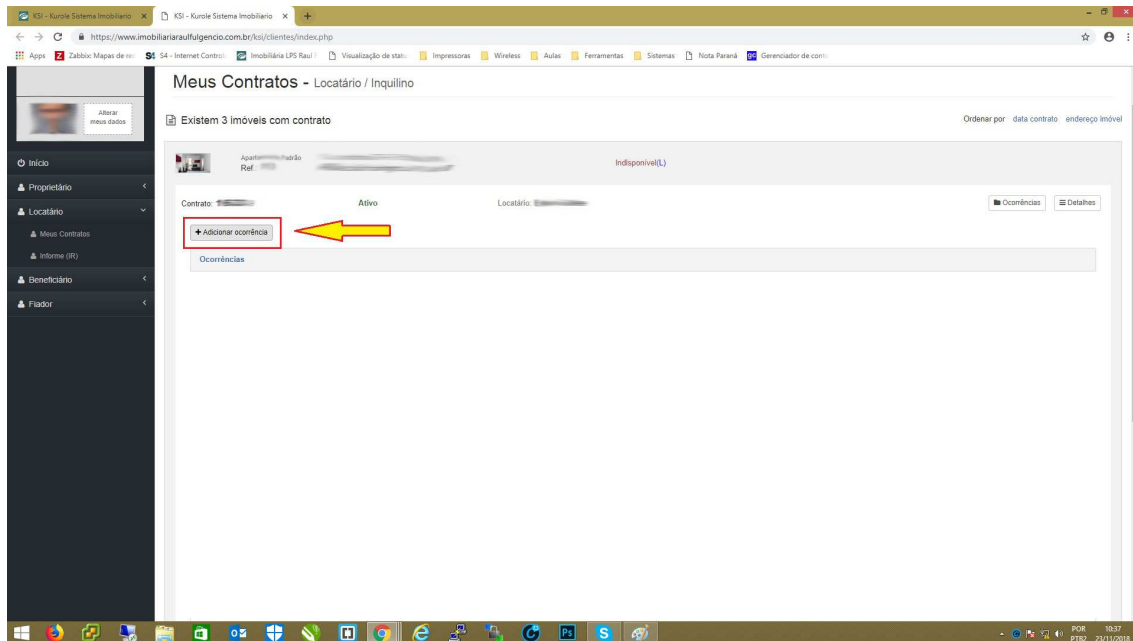 KSI - Kurole Sistema Imobiliario
KSI - Kurole Sistema Imobiliario
https://www.imobiliariaraulfulgencio.com.br/ksi/clientes/index.php
Apps
Zabbix: Mapas de re
S4 - Internet Control
Imobiliária LPS Raul
Visualização de statu
Impressoras
Wireless
Aulas
Ferramentas
Sistemas
Nota Paraná
Gerenciador de cont
Meus Contratos - Locatário / Inquilino
Alterar
meus dados
Existem 3 imóveis com contrato
Ordenar por data contrato endereço Imóvel
Início
Proprietário
Locatário
Meus Contratos
Informe (IR)
Beneficiário
Fiador
Ref.
Indisponível(L)
Contrato:
Ativo
Locatário:
Ocorrências
Detalhes
+ Adicionar ocorrência
Ocorrências
POR
PTB2
10:37
23/11/2018